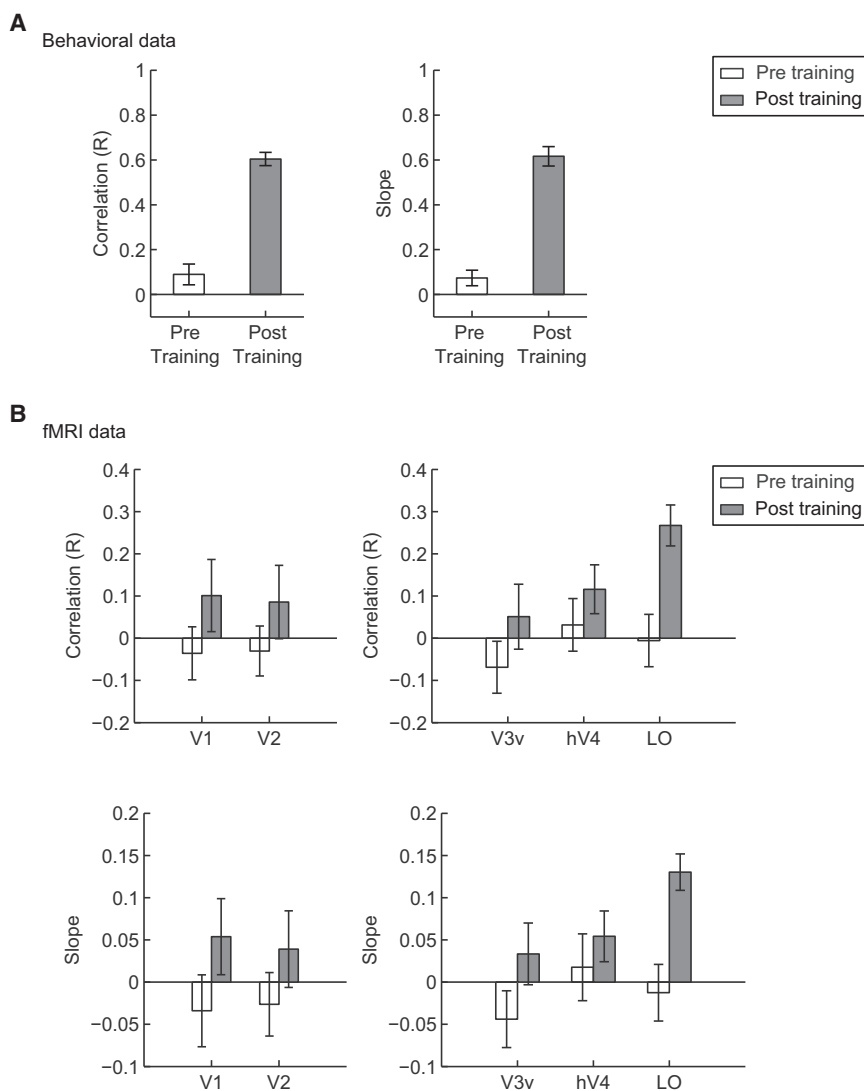 A
Behavioral data
Pre training
Post training
Correlation (R)
1
0.8
0.6
0.4
0.2
0
Pre
Training
Post
Training
Slope
1
0.8
0.6
0.4
0.2
0
Pre
Training
Post
Training
B
fMRI data
Pre training
Post training
Correlation (R)
0.4
0.3
0.2
0.1
0
−0.1
−0.2
V1 V2
Correlation (R)
0.4
0.3
0.2
0.1
0
−0.1
−0.2
V3v hV4 LO
Slope
0.2
0.15
0.1
0.05
0
−0.05
−0.1
V1 V2
Slope
0.2
0.15
0.1
0.05
0
−0.05
−0.1
V3v hV4 LO